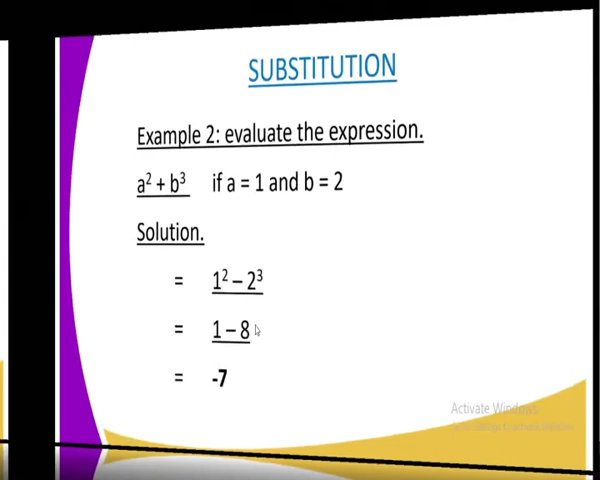 SUBSTITUTION
Example 2: evaluate the expression.
a² + b³ if a = 1 and b = 2
Solution.
= 1² – 2³
= 1 – 8
= -7
Activate Windows